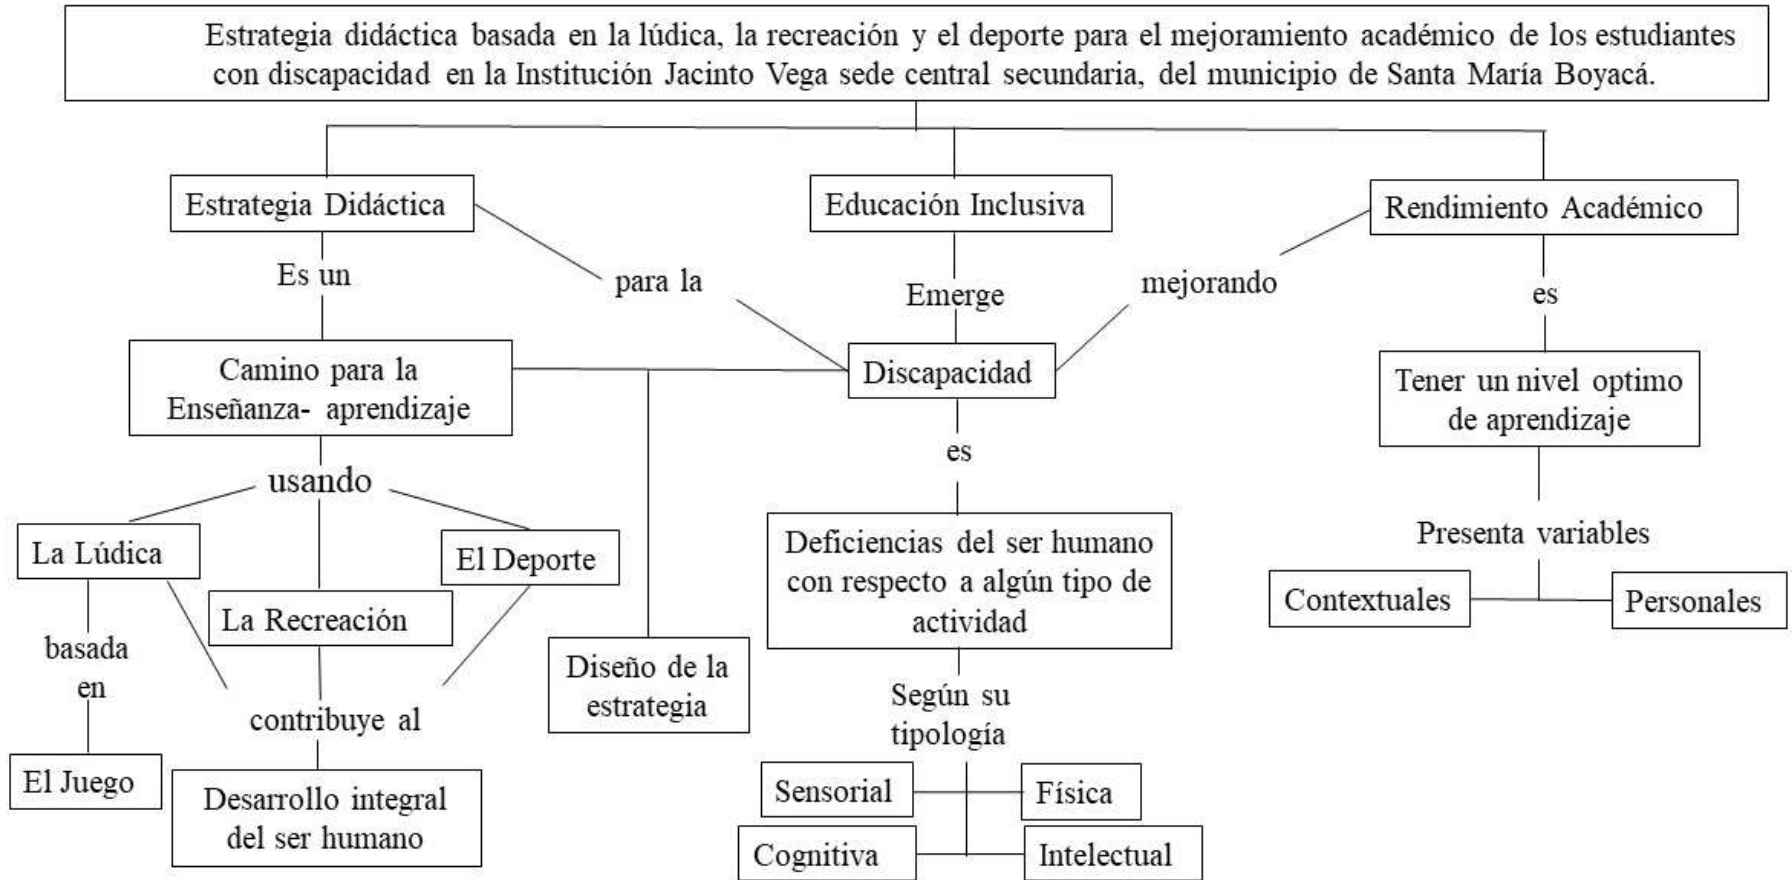 Estrategia didáctica basada en la lúdica, la recreación y el deporte para el mejoramiento académico de los estudiantes
con discapacidad en la Institución Jacinto Vega sede central secundaria, del municipio de Santa María Boyacá.
Estrategia Didáctica
Educación Inclusiva
Rendimiento Académico
Es un
para la
Emerge
mejorando
es
Camino para la
Enseñanza- aprendizaje
Discapacidad
Tener un nivel optimo
de aprendizaje
usando
es
Presenta variables
La Lúdica
El Deporte
La Recreación
Deficiencias del ser humano
con respecto a algún tipo de
actividad
Contextuales
Personales
basada
en
contribuye al
Diseño de la
estrategia
Según su
tipología
El Juego
Desarrollo integral
del ser humano
Sensorial
Física
Cognitiva
Intelectual